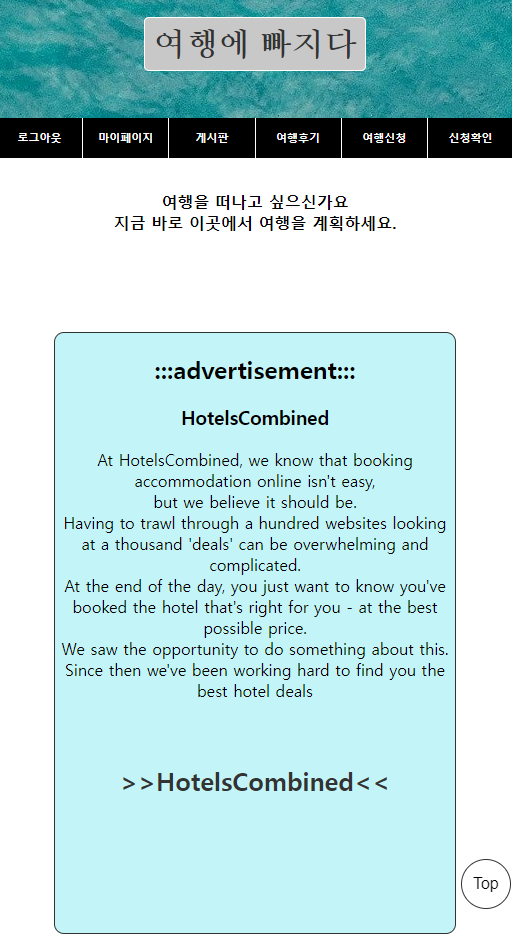 여행에 빠지다
로그아웃 마이페이지 게시판 여행후기 여행신청 신청확인
여행을 떠나고 싶으신가요
지금 바로 이곳에서 여행을 계획하세요.
:::advertisement:::
HotelsCombined
At HotelsCombined, we know that booking
accommodation online isn't easy,
but we believe it should be.
Having to trawl through a hundred websites looking
at a thousand 'deals' can be overwhelming and
complicated.
At the end of the day, you just want to know you've
booked the hotel that's right for you - at the best
possible price.
We saw the opportunity to do something about this.
Since then we've been working hard to find you the
best hotel deals
>>HotelsCombined<<
Top